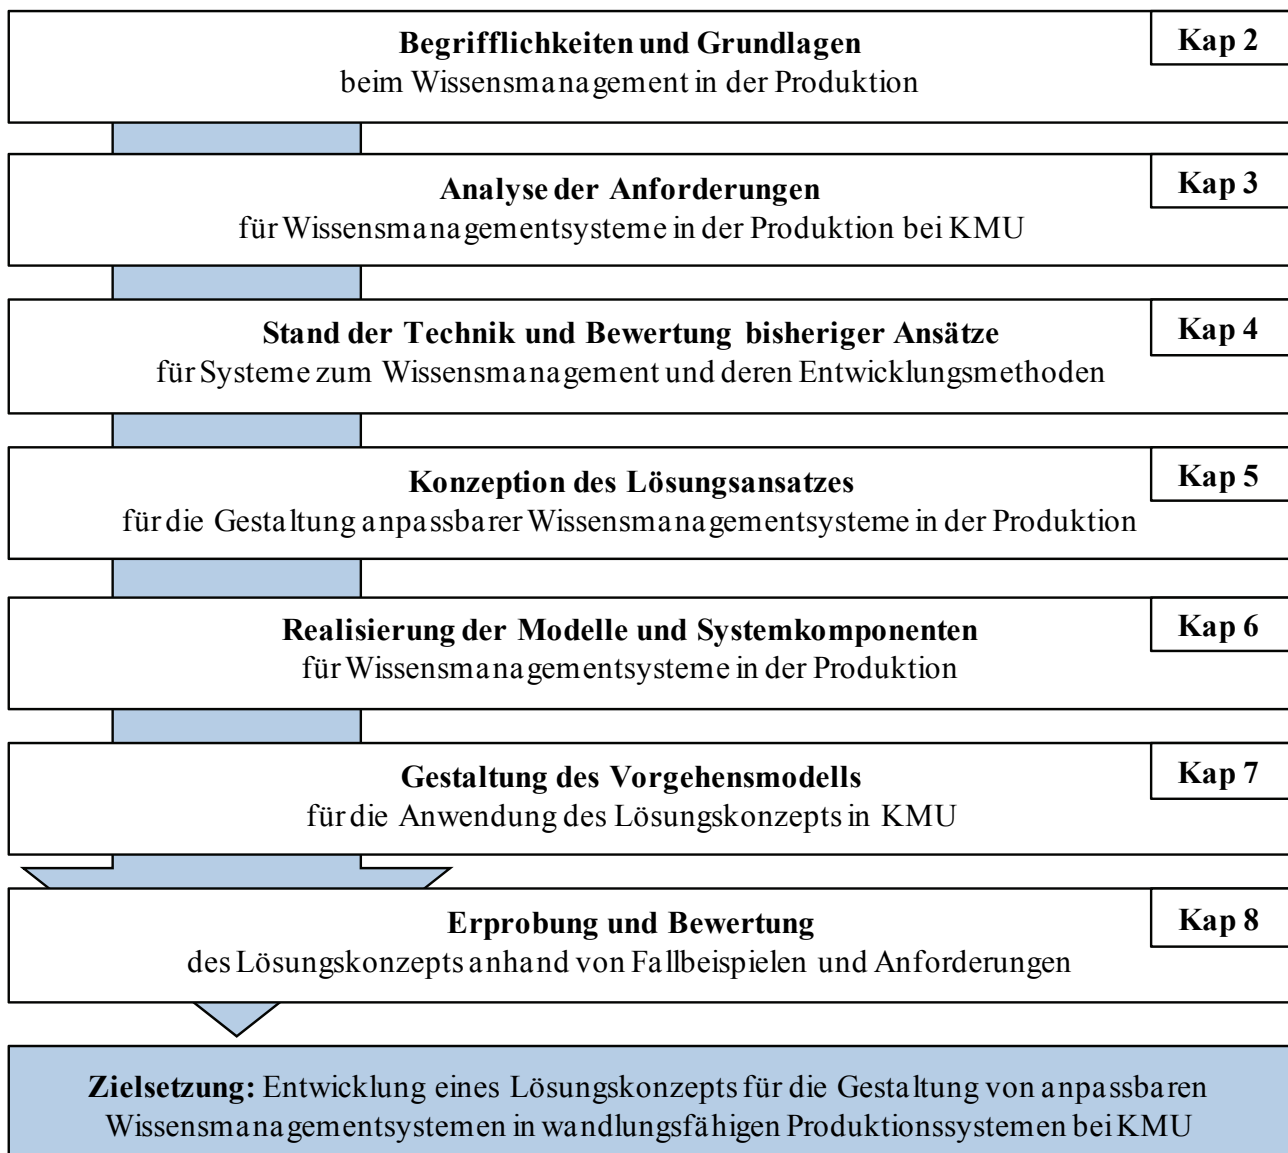 Begrifflichkeiten und Grundlagen
Kap 2
beim Wissensmanagement in der Produktion
Analyse der Anforderungen
Kap 3
für Wissensmanagementsysteme in der Produktion bei KMU
Stand der Technik und Bewertung bisheriger Ansätze
Kap 4
für Systeme zum Wissensmanagement und deren Entwicklungsmethoden
Konzeption des Lösungsansatzes
Kap 5
für die Gestaltung anpassbarer Wissensmanagementsysteme in der Produktion
Realisierung der Modelle und Systemkomponenten
Kap 6
für Wissensmanagementsysteme in der Produktion
Gestaltung des Vorgehensmodells
Kap 7
für die Anwendung des Lösungskonzepts in KMU
Erprobung und Bewertung
Kap 8
des Lösungskonzepts anhand von Fallbeispielen und Anforderungen
Zielsetzung: Entwicklung eines Lösungskonzepts für die Gestaltung von anpassbaren
Wissensmanagementsystemen in wandlungsfähigen Produktionssystemen bei KMU